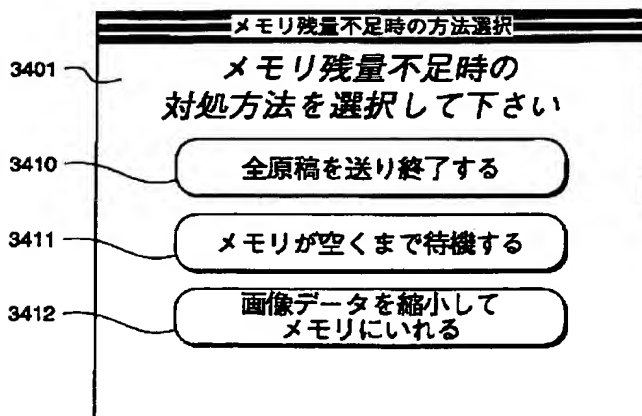 メモリ残量不足時の方法選択
3401
メモリ残量不足時の
対処方法を選択して下さい
3410
全原稿を送り終了する
3411
メモリが空くまで待機する
3412
画像データを縮小して
メモリにいれる